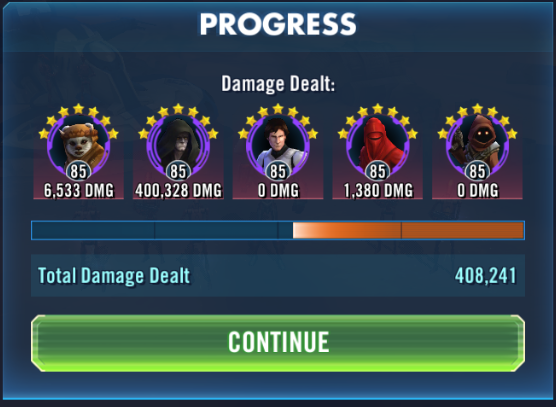 PROGRESS
Damage Dealt:
85 85 85 85 85
6,533 DMG 400,328 DMG 0 DMG 1,380 DMG 0 DMG
Total Damage Dealt 408,241
CONTINUE